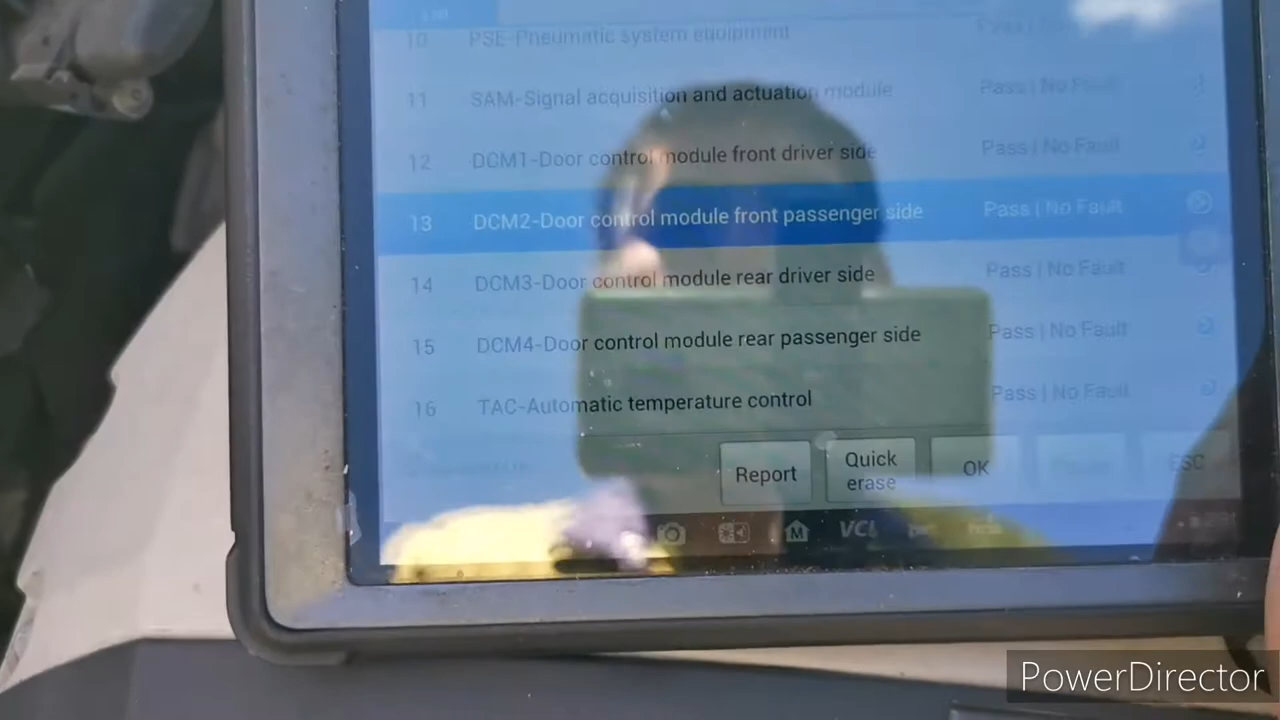 10 PSE-Pneumatic system equipment Pass | No
11 SAM-Signal acquisition and actuation module Pass | No Fault
12 DCM1-Door control module front driver side Pass | No Fault
13 DCM2-Door control module front passenger side Pass | No Fault
14 DCM3-Door control module rear driver side Pass | No Fault
15 DCM4-Door control module rear passenger side Pass | No Fault
16 TAC-Automatic temperature control Pass | No Fault
Report Quick erase OK ESC
M VCI
PowerDirector